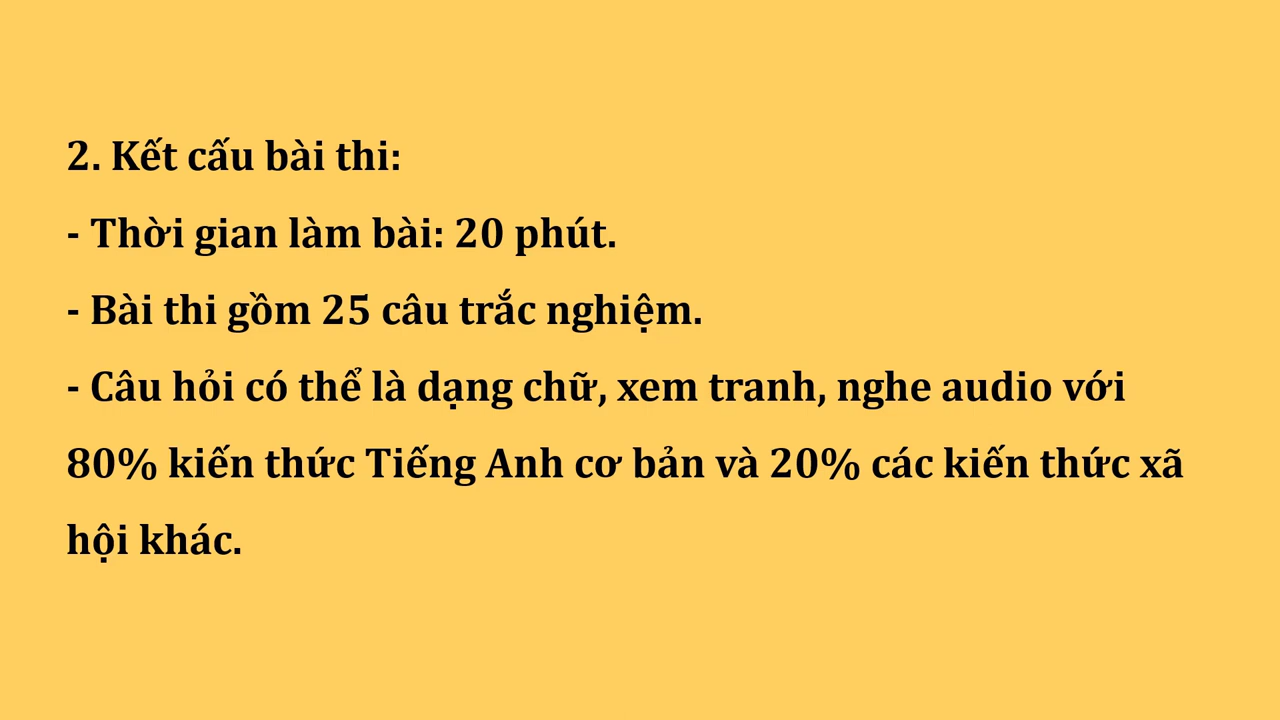 2. Kết cấu bài thi:
- Thời gian làm bài: 20 phút.
- Bài thi gồm 25 câu trắc nghiệm.
- Câu hỏi có thể là dạng chữ, xem tranh, nghe audio với
80% kiến thức Tiếng Anh cơ bản và 20% các kiến thức xã
hội khác.